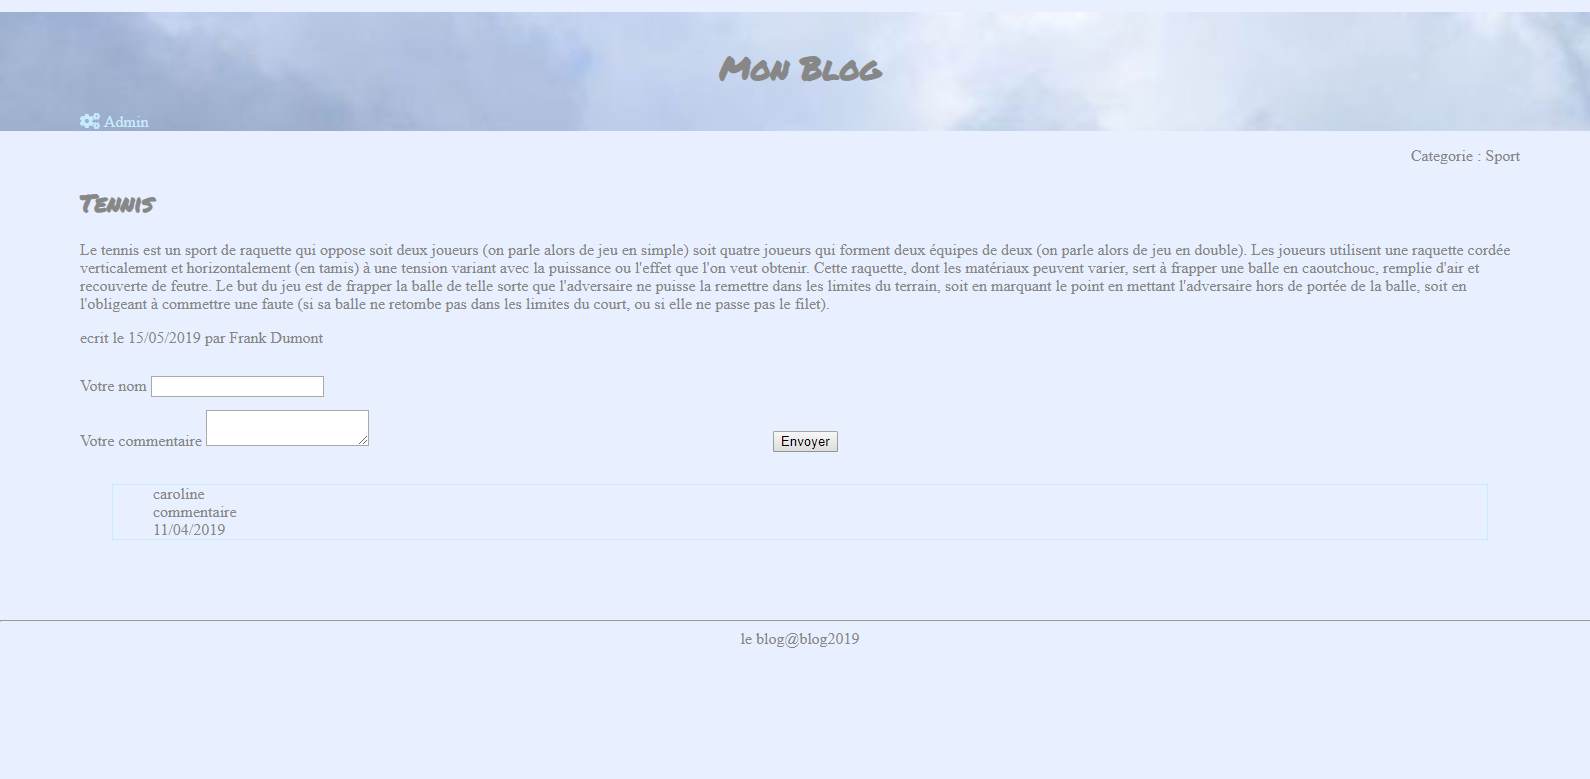 Mon Blog
Admin
Categorie : Sport
Tennis
Le tennis est un sport de raquette qui oppose soit deux joueurs (on parle alors de jeu en simple) soit quatre joueurs qui forment deux équipes de deux (on parle alors de jeu en double). Les joueurs utilisent une raquette cordée
verticalement et horizontalement (en tamis) à une tension variant avec la puissance ou l'effet que l'on veut obtenir. Cette raquette, dont les matériaux peuvent varier, sert à frapper une balle en caoutchouc, remplie d'air et
recouverte de feutre. Le but du jeu est de frapper la balle de telle sorte que l'adversaire ne puisse la remettre dans les limites du terrain, soit en marquant le point en mettant l'adversaire hors de portée de la balle, soit en
l'obligeant à commettre une faute (si sa balle ne retombe pas dans les limites du court, ou si elle ne passe pas le filet).
ecrit le 15/05/2019 par Frank Dumont
Votre nom
Votre commentaire Envoyer
caroline
commentaire
11/04/2019
le blog@blog2019